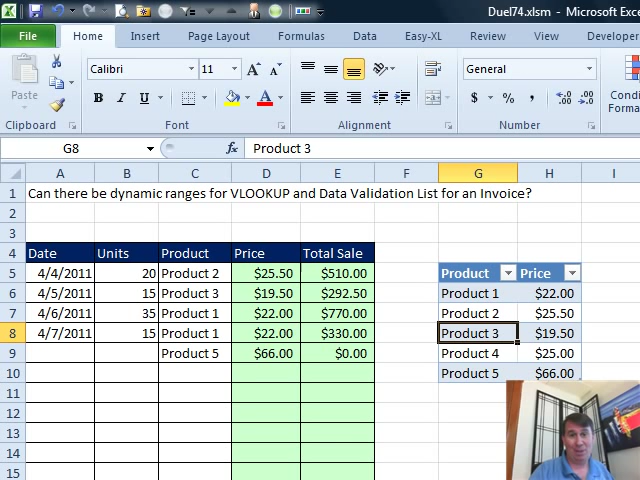 Duel74.xlsm - Microsoft Exce
File Home Insert Page Layout Formulas Data Easy-XL Review View Developer
Paste Calibri 11 A A General
B I U $ % , .00 .0 Condi
Forma
Clipboard Font Alignment Number
G8 fx Product 3
A B C D E F G H I
1 Can there be dynamic ranges for VLOOKUP and Data Validation List for an Invoice?
2
3
4 Date Units Product Price Total Sale
5 4/4/2011 20 Product 2 $25.50 $510.00 Product Price
6 4/5/2011 15 Product 3 $19.50 $292.50 Product 1 $22.00
7 4/6/2011 35 Product 1 $22.00 $770.00 Product 2 $25.50
8 4/7/2011 15 Product 1 $22.00 $330.00 Product 3 $19.50
9 Product 5 $66.00 $0.00 Product 4 $25.00
10 Product 5 $66.00
11
12
13
14
15